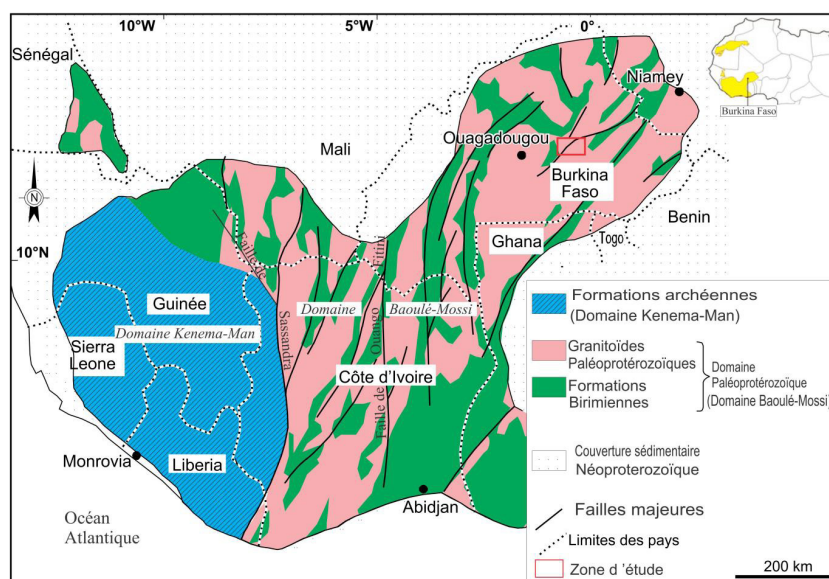 10°W
5°W
0°
Sénégal
Niamey
Burkina Faso
Ouagadougou
Mali
Burkina
Faso
N
Benin
Ghana
Togo
10°N
Faille de
Sassandra
Fitini
Ouango
Faille de
Guinée
Domaine
Baoulé-Mossi
Domaine Kenema-Man
Sierra
Leone
Côte d'Ivoire
Monrovia
Liberia
Abidjan
Océan
Atlantique
Formations archéennes
(Domaine Kenema-Man)
Granitoïdes
Paléoprotérozoïques
Formations
Birimiennes
Domaine
Paléoprotérozoïque
(Domaine Baoulé-Mossi)
Couverture sédimentaire
Néoproterozoïque
Failles majeures
Limites des pays
Zone d 'étude
200 km